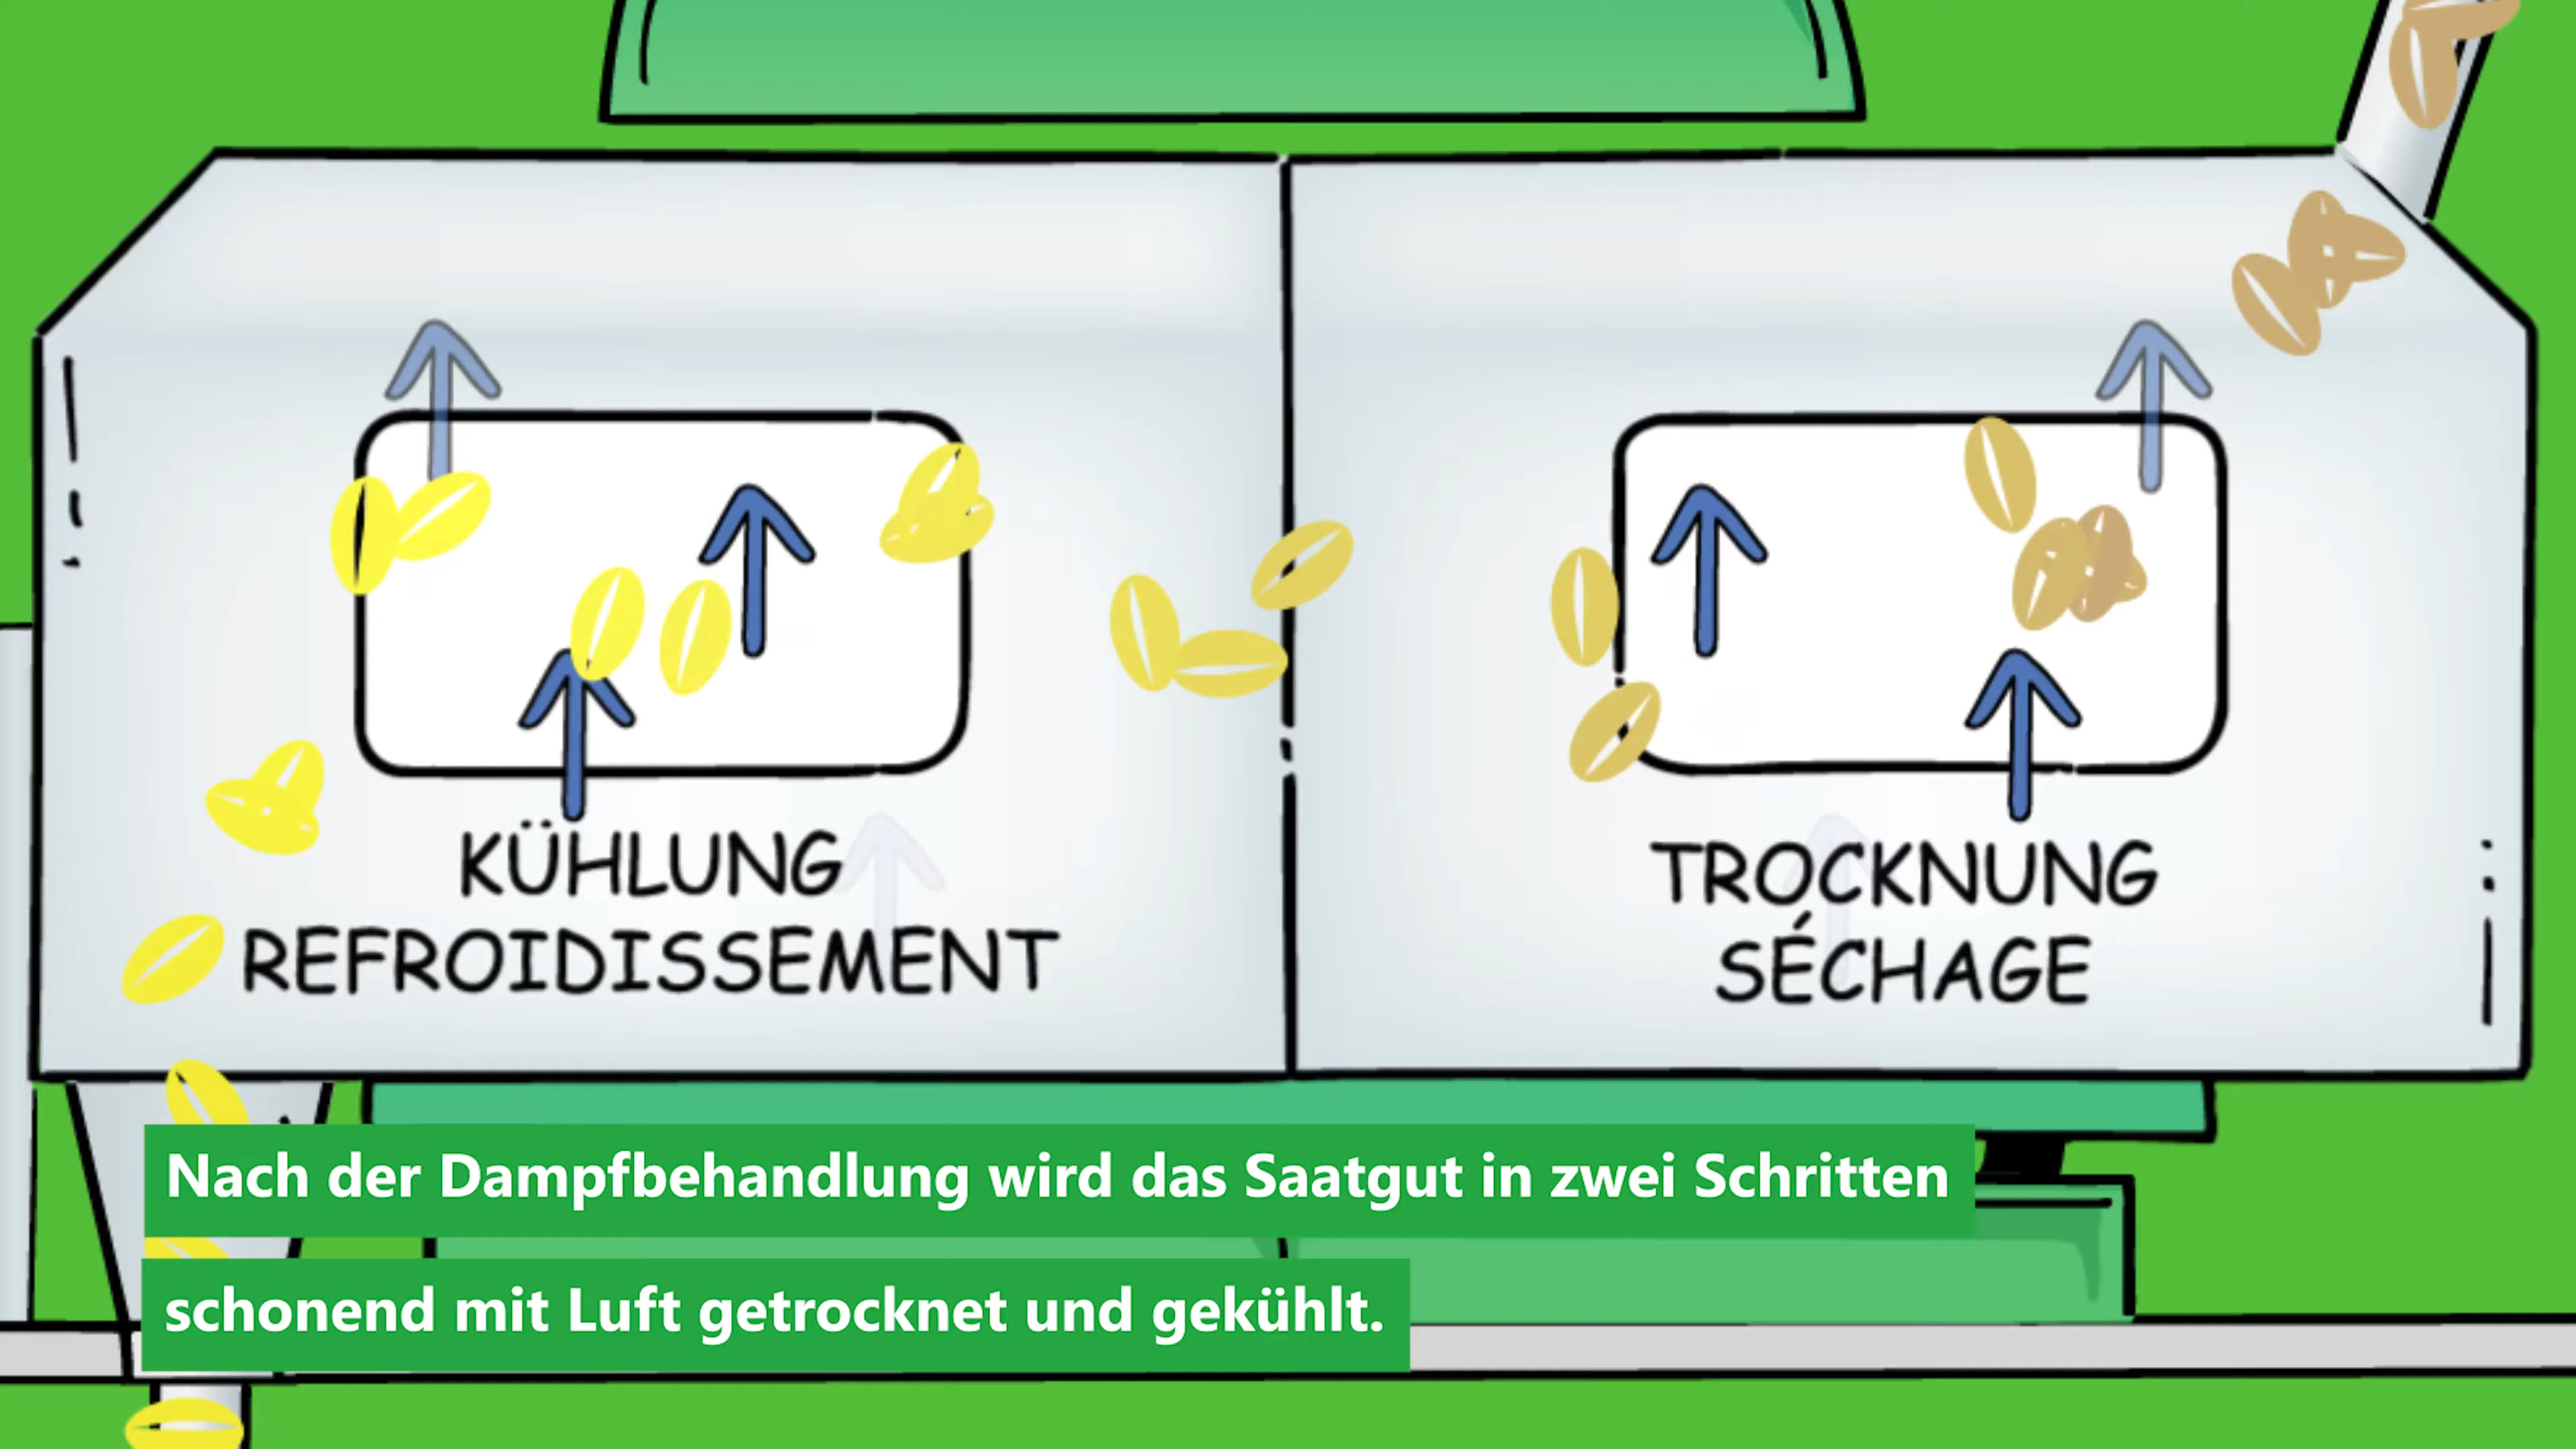 KÜHLUNG
REFROIDISSEMENT
TROCKNUNG
SÉCHAGE
Nach der Dampfbehandlung wird das Saatgut in zwei Schritten
schonend mit Luft getrocknet und gekühlt.